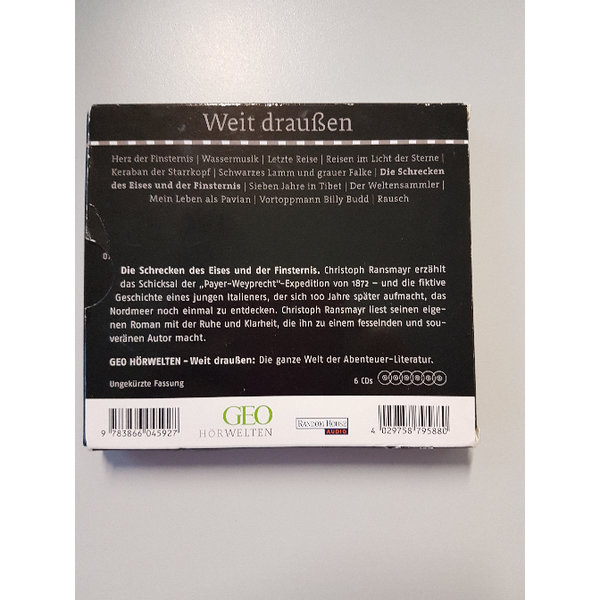 Weit draußen
Herz der Finsternis | Wassermusik | Letzte Reise | Reisen im Licht der Sterne |
Keraban der Starrkopf | Schwarzes Lamm und grauer Falke | Die Schrecken
des Eises und der Finsternis | Sieben Jahre in Tibet | Der Weltensammler |
Mein Leben als Pavian | Vortoppmann Billy Budd | Rausch
Die Schrecken des Eises und der Finsternis. Christoph Ransmayr erzählt
das Schicksal der „Payer-Weyprecht“-Expedition von 1872 – und die fiktive
Geschichte eines jungen Italieners, der sich 100 Jahre später aufmacht, das
Nordmeer noch einmal zu entdecken. Christoph Ransmayr liest seinen eige-
nen Roman mit der Ruhe und Klarheit, die ihn zu einem fesselnden und sou-
veränen Autor macht.
GEO HÖRWELTEN – Weit draußen: Die ganze Welt der Abenteuer-Literatur.
Ungekürzte Fassung
6 CDs
9 783866 045927
GEO
HÖRWELTEN
RANDOM HOUSE
AUDIO
4 029758 795880